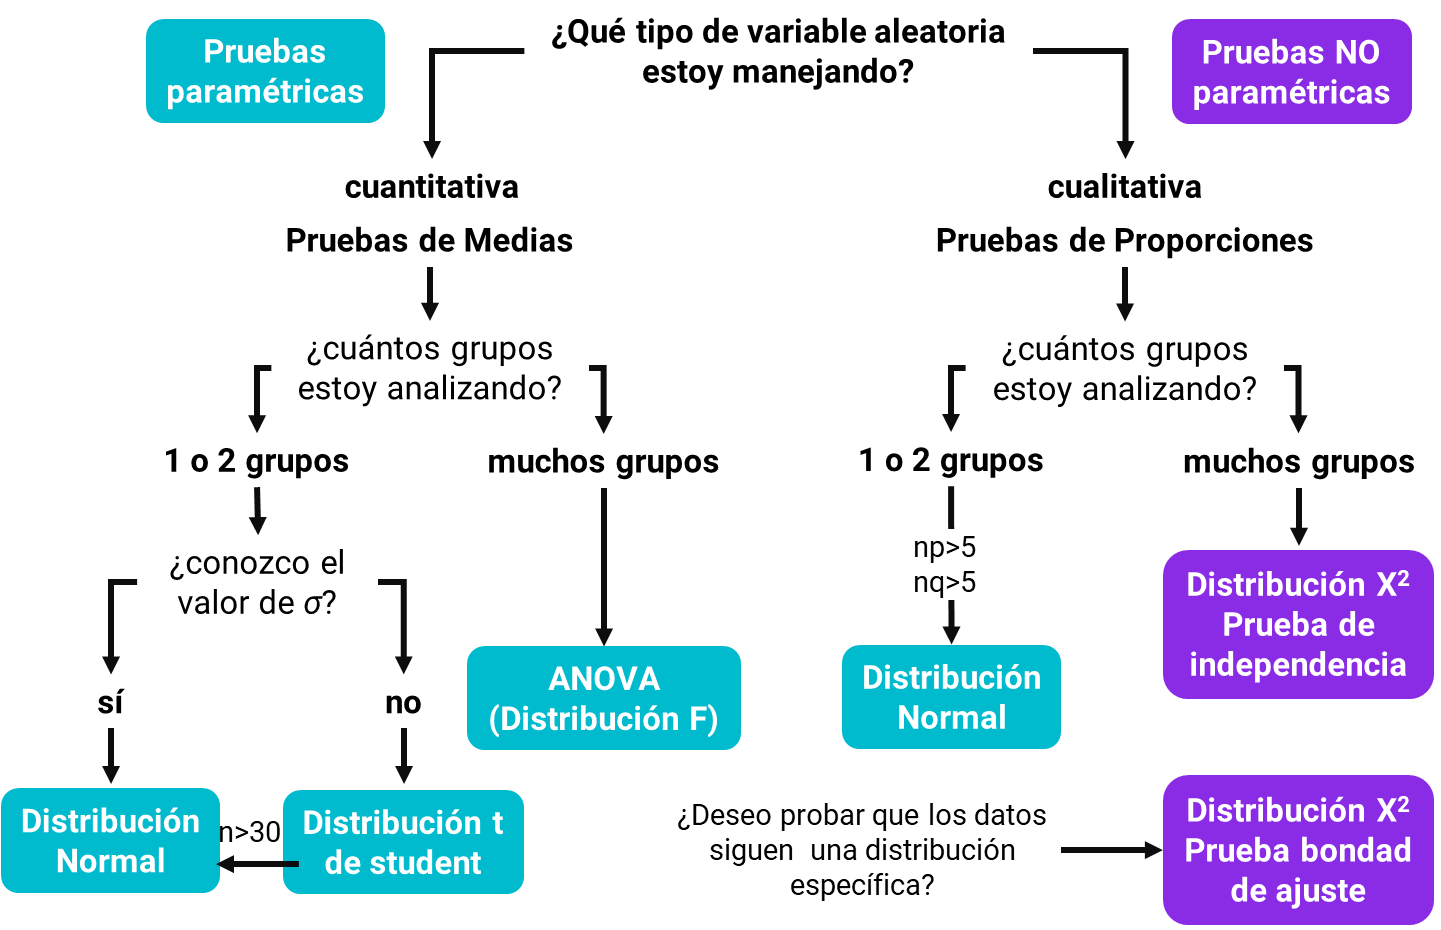 Pruebas
paramétricas
¿Qué tipo de variable aleatoria
estoy manejando?
Pruebas NO
paramétricas
cuantitativa
Pruebas de Medias
cualitativa
Pruebas de Proporciones
¿cuántos grupos
estoy analizando?
¿cuántos grupos
estoy analizando?
1 o 2 grupos
muchos grupos
1 o 2 grupos
muchos grupos
¿conozco el
valor de σ?
np>5
nq>5
Distribución X²
Prueba de
independencia
sí
no
ANOVA
(Distribución F)
Distribución
Normal
Distribución
Normal
n>30
Distribución t
de student
¿Deseo probar que los datos
siguen una distribución
específica?
Distribución X²
Prueba bondad
de ajuste